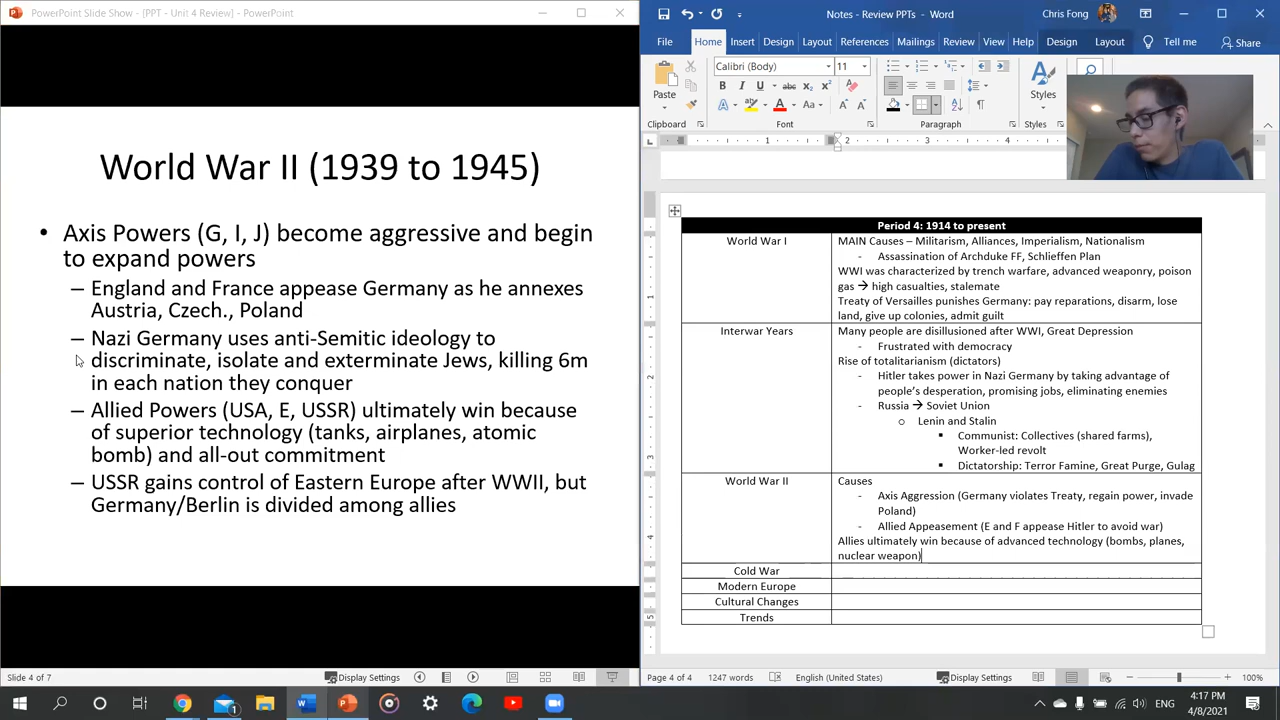 PowerPoint Slide Show - [PPT - Unit 4 Review] - PowerPoint
World War II (1939 to 1945)
• Axis Powers (G, I, J) become aggressive and begin
to expand powers
– England and France appease Germany as he annexes
Austria, Czech., Poland
– Nazi Germany uses anti-Semitic ideology to
discriminate, isolate and exterminate Jews, killing 6m
in each nation they conquer
– Allied Powers (USA, E, USSR) ultimately win because
of superior technology (tanks, airplanes, atomic
bomb) and all-out commitment
– USSR gains control of Eastern Europe after WWII, but
Germany/Berlin is divided among allies
Slide 4 of 7
Display Settings
Notes - Review PPTs - Word
Chris Fong
File Home Insert Design Layout References Review View Help Design Layout Tell me Share
Paste
Calibri (Body) 11
B I U abc x₂ x²
A A Aa A A
Styles
Clipboard Font Paragraph Styles
1 2 3 4
Period 4: 1914 to present
World War I
MAIN Causes – Militarism, Alliances, Imperialism, Nationalism
- Assassination of Archduke FF, Schlieffen Plan
WWI was characterized by trench warfare, advanced weaponry, poison
gas → high casualties, stalemate
Treaty of Versailles punishes Germany: pay reparations, disarm, lose
land, give up colonies, admit guilt
Interwar Years
Many people are disillusioned after WWI, Great Depression
- Frustrated with democracy
Rise of totalitarianism (dictators)
- Hitler takes power in Nazi Germany by taking advantage of
people's desperation, promising jobs, eliminating enemies
- Russia → Soviet Union
o Lenin and Stalin
▪ Communist: Collectives (shared farms),
Worker-led revolt
▪ Dictatorship: Terror Famine, Great Purge, Gulag
World War II
Causes
- Axis Aggression (Germany violates Treaty, regain power, invade
Poland)
- Allied Appeasement (E and F appease Hitler to avoid war)
Allies ultimately win because of advanced technology (bombs, planes,
nuclear weapon)
Cold War
Modern Europe
Cultural Changes
Trends
Page 4 of 4 1247 words English (United States) Display Settings 100%
ENG
4:17 PM
4/8/2021